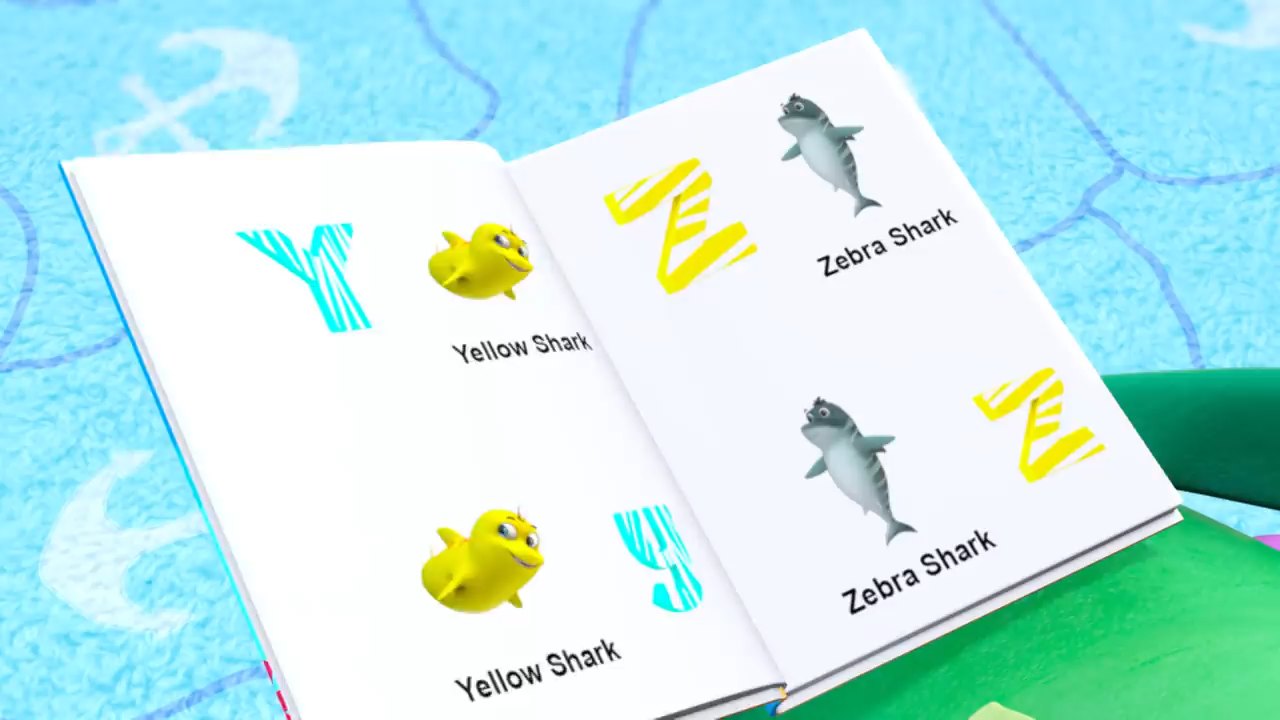 Y
Yellow Shark
y
Yellow Shark
Z
Zebra Shark
z
Zebra Shark